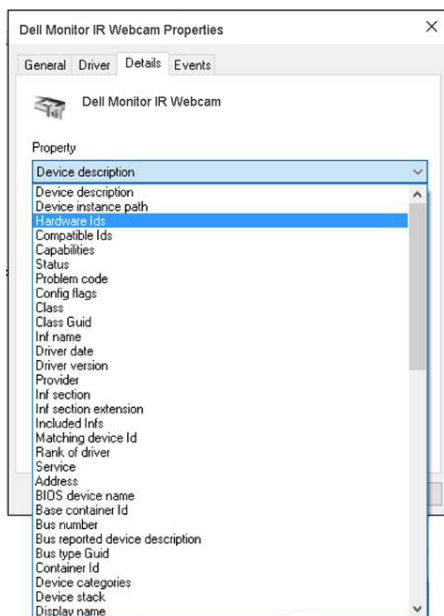 Dell Monitor IR Webcam Properties
General Driver Details Events
Dell Monitor IR Webcam
Property
Device description
Device description
Device instance path
Hardware Ids
Compatible Ids
Capabilities
Status
Problem code
Config flags
Class
Class Guid
Inf name
Driver date
Driver version
Provider
Inf section
Inf section extension
Included Infs
Matching device Id
Rank of driver
Service
Address
BIOS device name
Base container Id
Bus number
Bus reported device description
Bus type Guid
Container Id
Device categories
Device stack
Display name